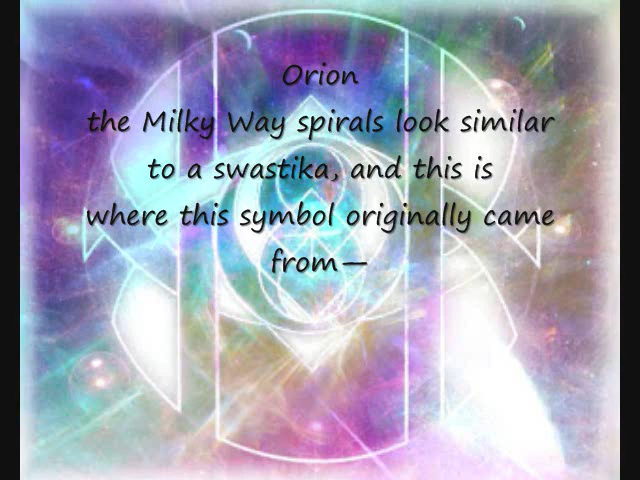 Orion
the Milky Way spirals look similar
to a swastika, and this is
where this symbol originally came
from—